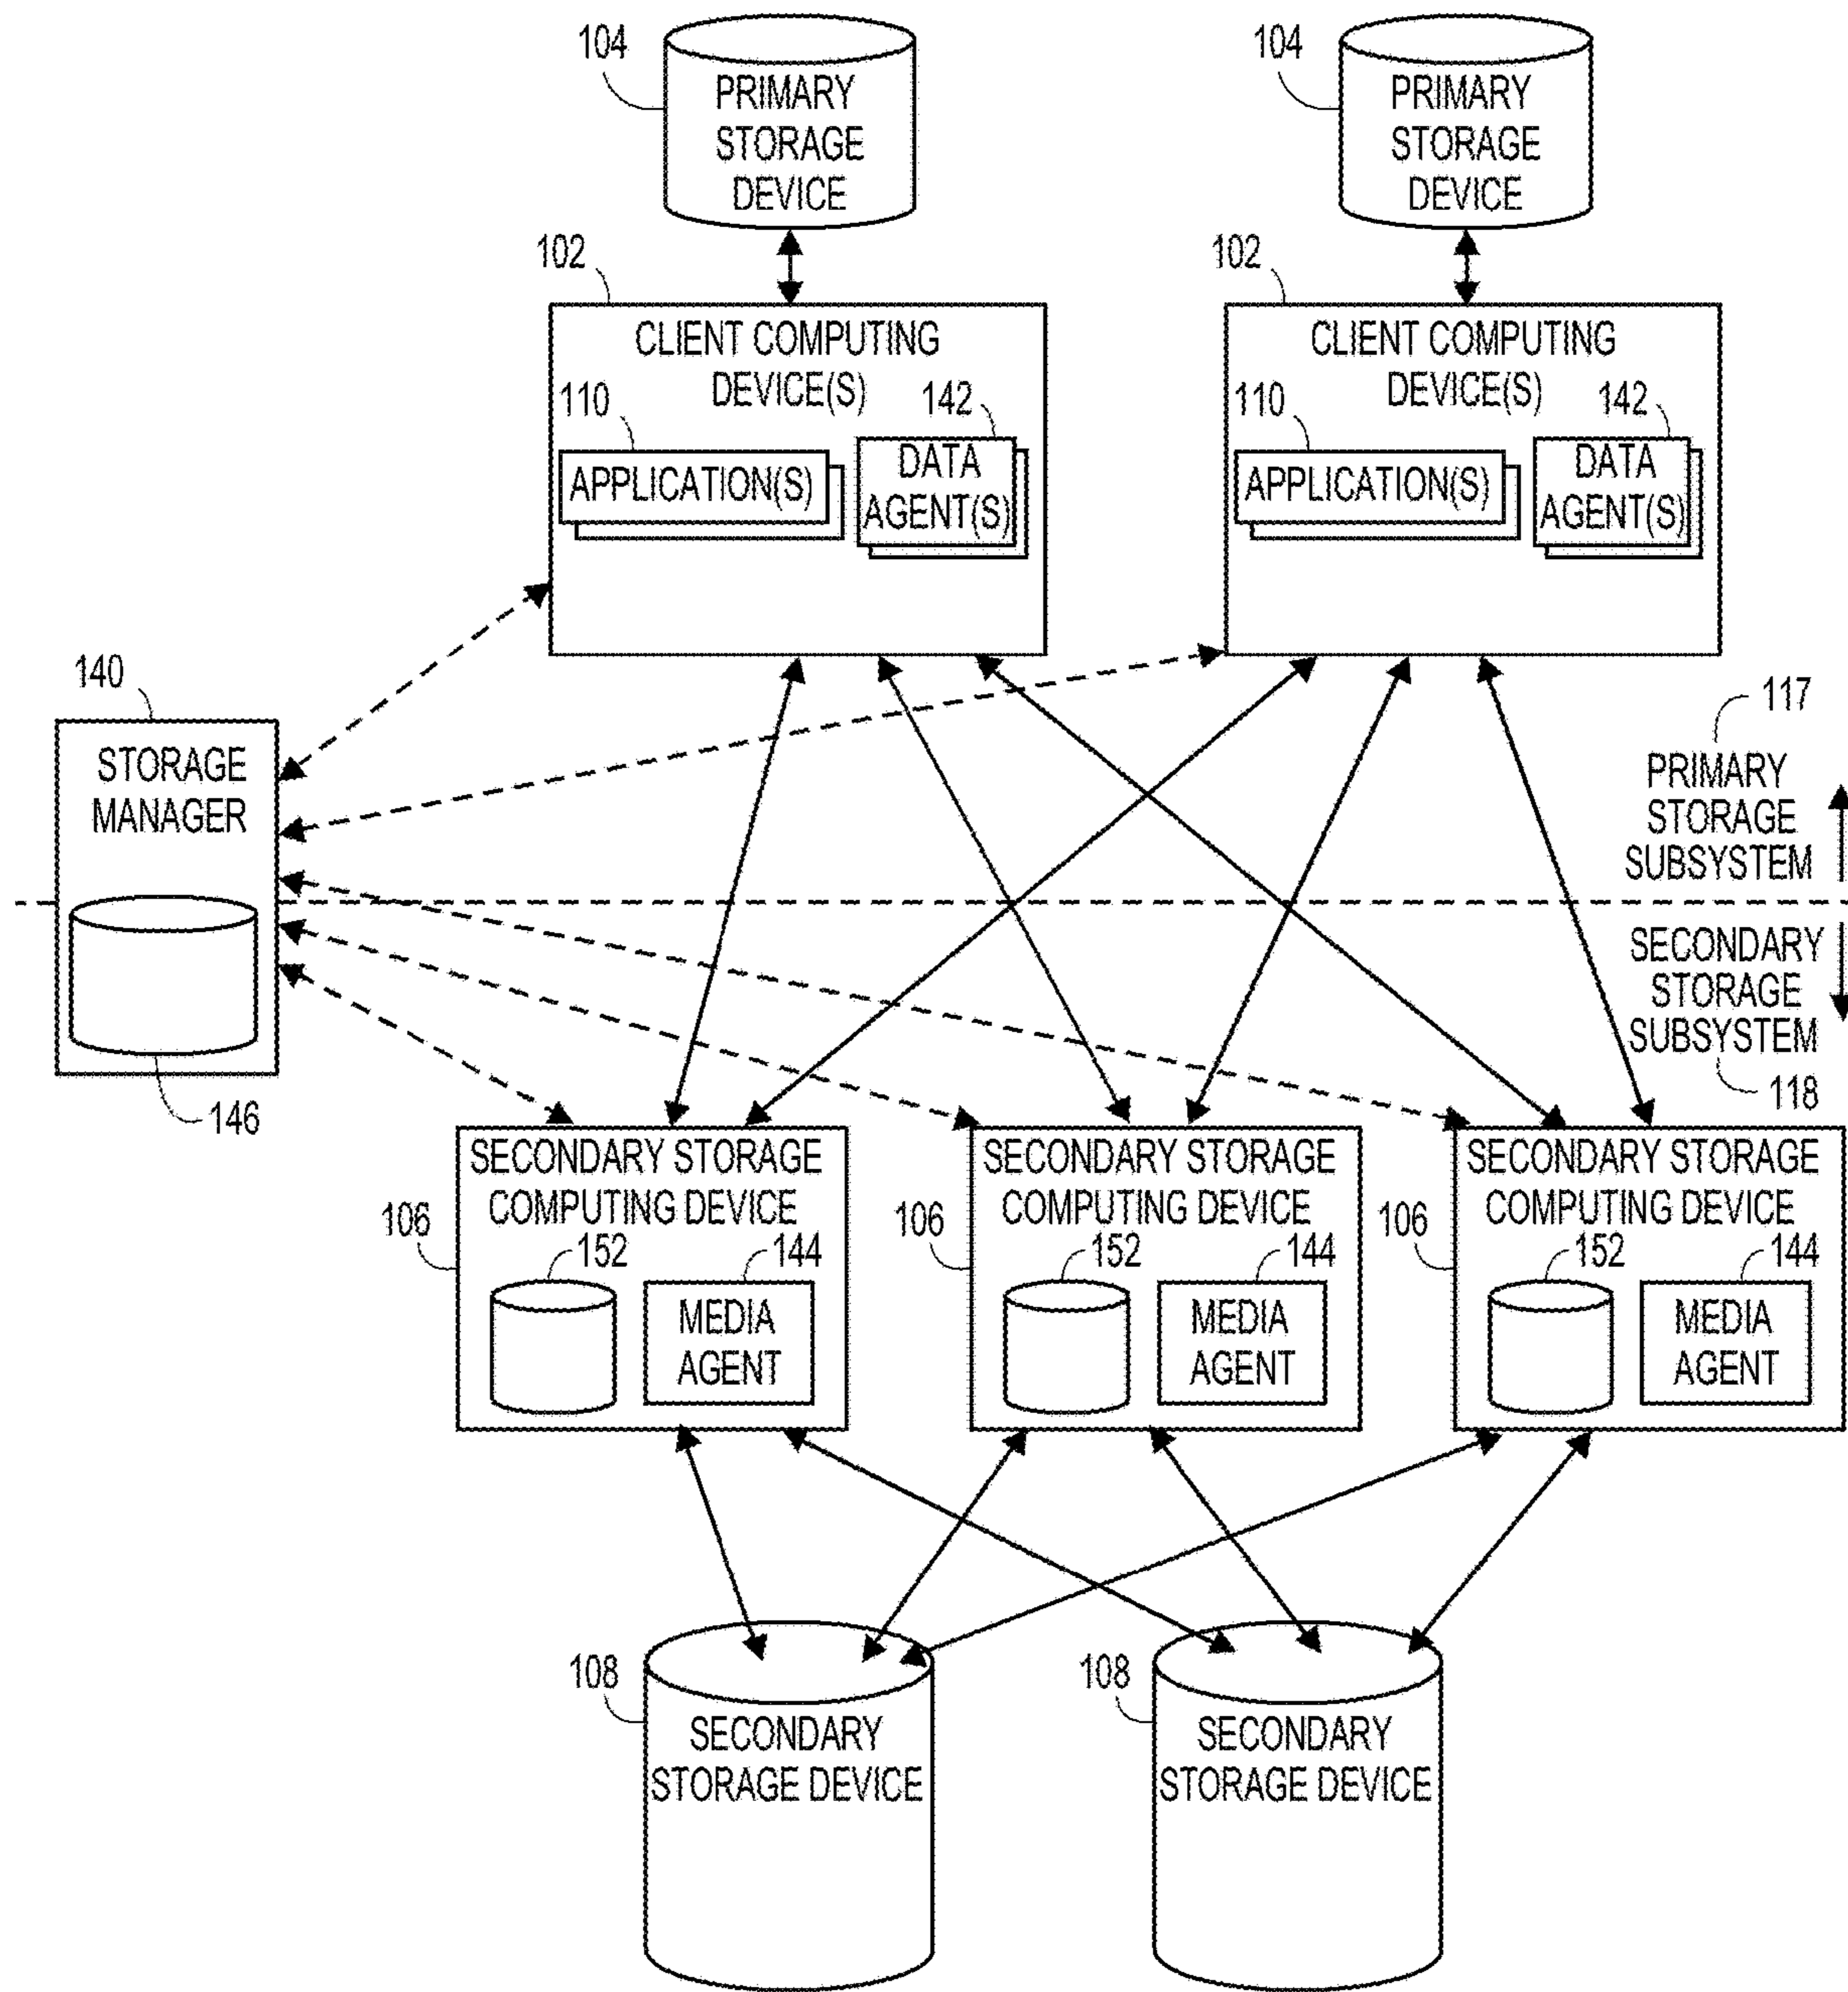 104
PRIMARY
STORAGE
DEVICE
104
PRIMARY
STORAGE
DEVICE
102
CLIENT COMPUTING
DEVICE(S)
110
APPLICATION(S)
142
DATA
AGENT(S)
102
CLIENT COMPUTING
DEVICE(S)
110
APPLICATION(S)
142
DATA
AGENT(S)
140
STORAGE
MANAGER
146
117
PRIMARY
STORAGE
SUBSYSTEM
SECONDARY
STORAGE
SUBSYSTEM
118
106
SECONDARY STORAGE
COMPUTING DEVICE
152
144
MEDIA
AGENT
106
SECONDARY STORAGE
COMPUTING DEVICE
152
144
MEDIA
AGENT
106
SECONDARY STORAGE
COMPUTING DEVICE
152
144
MEDIA
AGENT
108
SECONDARY
STORAGE DEVICE
108
SECONDARY
STORAGE DEVICE